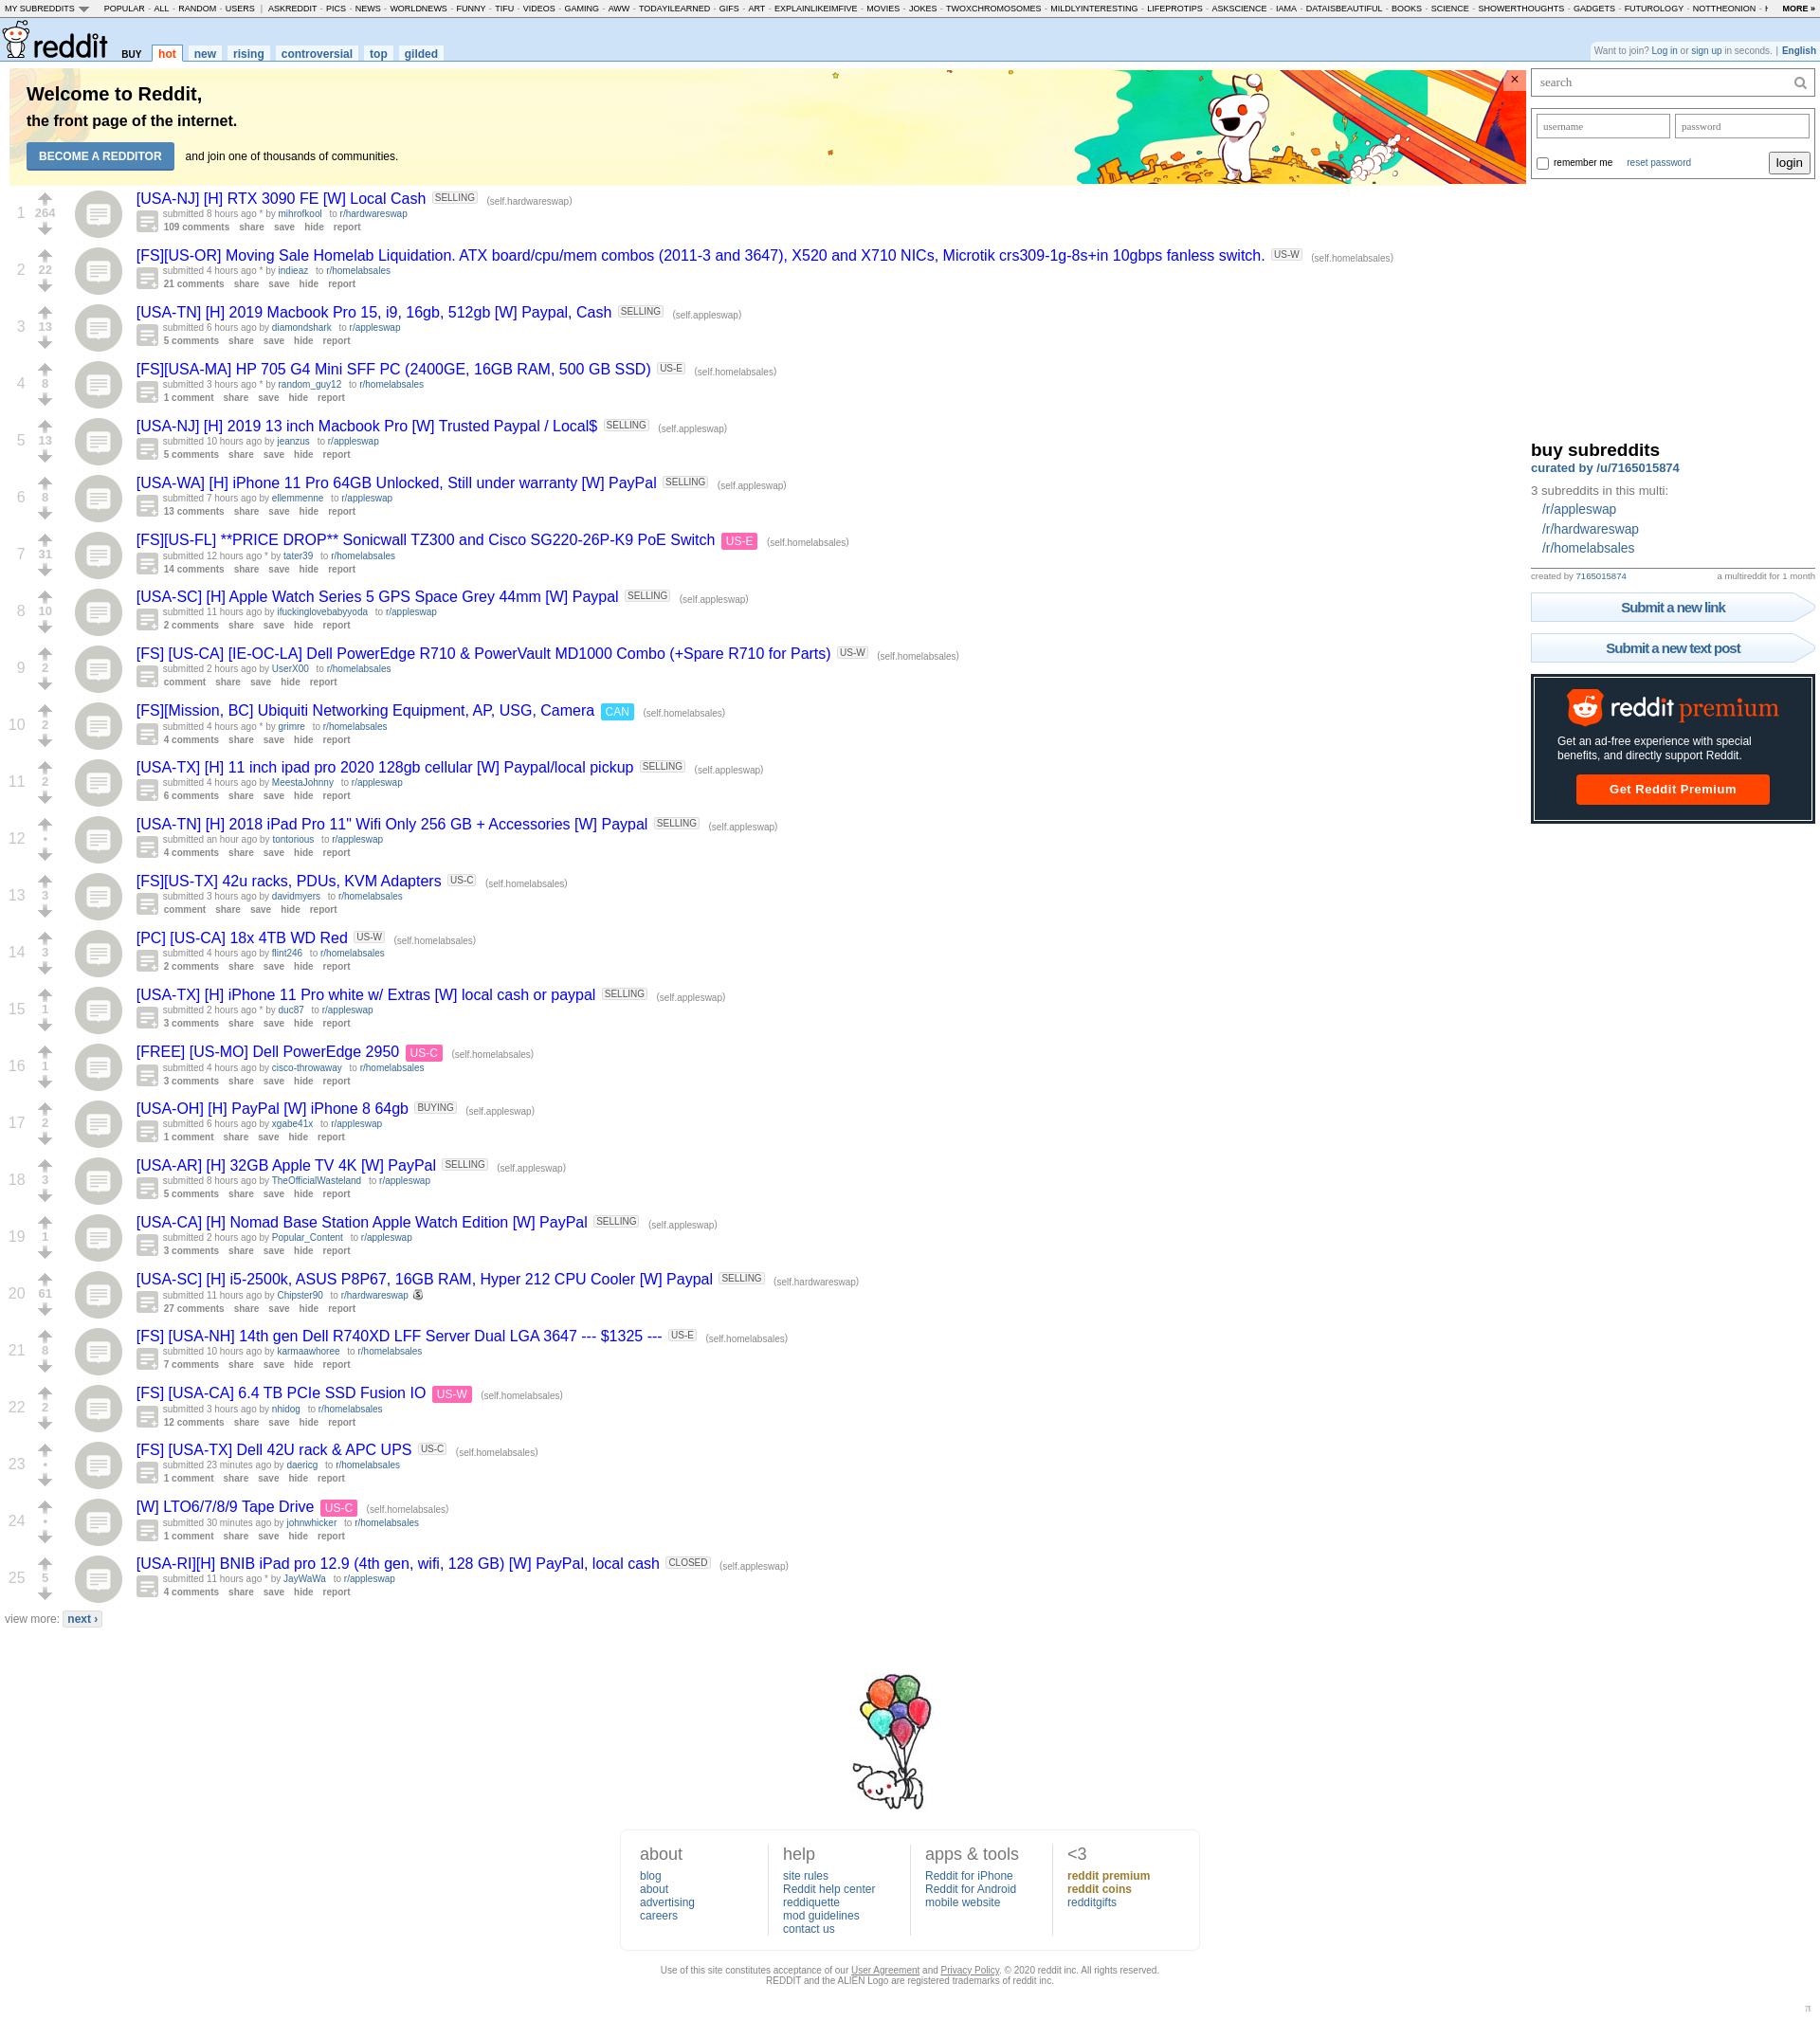 MY SUBREDDITS POPULAR - ALL - RANDOM - USERS | ASKREDDIT - PICS - NEWS - WORLDNEWS - FUNNY - TIFU - VIDEOS - GAMING - AWW - TODAYILEARNED - GIFS - ART - EXPLAINLIKEIMFIVE - MOVIES - JOKES - TWOXCHROMOSOMES - MILDLYINTERESTING - LIFEPROTIPS - ASKSCIENCE - IAMA - DATAISBEAUTIFUL - BOOKS - SCIENCE - SHOWERTHOUGHTS - GADGETS - FUTUROLOGY - NOTTHEONION - MORE »
reddit BUY hot new rising controversial top gilded
Want to join? Log in or sign up in seconds. | English
Welcome to Reddit,
the front page of the internet.
BECOME A REDDITOR and join one of thousands of communities.
×
search
username password
remember me reset password login
1 264 [USA-NJ] [H] RTX 3090 FE [W] Local Cash SELLING (self.hardwareswap)
submitted 8 hours ago * by mihrofkool to r/hardwareswap
109 comments share save hide report
2 22 [FS][US-OR] Moving Sale Homelab Liquidation. ATX board/cpu/mem combos (2011-3 and 3647), X520 and X710 NICs, Microtik crs309-1g-8s+in 10gbps fanless switch. US-W (self.homelabsales)
submitted 4 hours ago * by indieaz to r/homelabsales
21 comments share save hide report
3 13 [USA-TN] [H] 2019 Macbook Pro 15, i9, 16gb, 512gb [W] Paypal, Cash SELLING (self.appleswap)
submitted 6 hours ago by diamondshark to r/appleswap
5 comments share save hide report
4 8 [FS][USA-MA] HP 705 G4 Mini SFF PC (2400GE, 16GB RAM, 500 GB SSD) US-E (self.homelabsales)
submitted 3 hours ago * by random_guy12 to r/homelabsales
1 comment share save hide report
5 13 [USA-NJ] [H] 2019 13 inch Macbook Pro [W] Trusted Paypal / Local$ SELLING (self.appleswap)
submitted 10 hours ago by jeanzus to r/appleswap
5 comments share save hide report
6 8 [USA-WA] [H] iPhone 11 Pro 64GB Unlocked, Still under warranty [W] PayPal SELLING (self.appleswap)
submitted 7 hours ago by ellemmenne to r/appleswap
13 comments share save hide report
7 31 [FS][US-FL] **PRICE DROP** Sonicwall TZ300 and Cisco SG220-26P-K9 PoE Switch US-E (self.homelabsales)
submitted 12 hours ago * by tater39 to r/homelabsales
14 comments share save hide report
8 10 [USA-SC] [H] Apple Watch Series 5 GPS Space Grey 44mm [W] Paypal SELLING (self.appleswap)
submitted 11 hours ago by ifuckinglovebabyyoda to r/appleswap
2 comments share save hide report
9 2 [FS] [US-CA] [IE-OC-LA] Dell PowerEdge R710 & PowerVault MD1000 Combo (+Spare R710 for Parts) US-W (self.homelabsales)
submitted 2 hours ago by UserX00 to r/homelabsales
comment share save hide report
10 2 [FS][Mission, BC] Ubiquiti Networking Equipment, AP, USG, Camera CAN (self.homelabsales)
submitted 4 hours ago * by grimre to r/homelabsales
4 comments share save hide report
11 2 [USA-TX] [H] 11 inch ipad pro 2020 128gb cellular [W] Paypal/local pickup SELLING (self.appleswap)
submitted 4 hours ago by MeestaJohnny to r/appleswap
6 comments share save hide report
12 • [USA-TN] [H] 2018 iPad Pro 11" Wifi Only 256 GB + Accessories [W] Paypal SELLING (self.appleswap)
submitted an hour ago by tontorious to r/appleswap
4 comments share save hide report
13 3 [FS][US-TX] 42u racks, PDUs, KVM Adapters US-C (self.homelabsales)
submitted 3 hours ago by davidmyers to r/homelabsales
comment share save hide report
14 3 [PC] [US-CA] 18x 4TB WD Red US-W (self.homelabsales)
submitted 4 hours ago by flint246 to r/homelabsales
2 comments share save hide report
15 1 [USA-TX] [H] iPhone 11 Pro white w/ Extras [W] local cash or paypal SELLING (self.appleswap)
submitted 2 hours ago * by duc87 to r/appleswap
3 comments share save hide report
16 1 [FREE] [US-MO] Dell PowerEdge 2950 US-C (self.homelabsales)
submitted 4 hours ago by cisco-throwaway to r/homelabsales
3 comments share save hide report
17 2 [USA-OH] [H] PayPal [W] iPhone 8 64gb BUYING (self.appleswap)
submitted 6 hours ago by xgabe41x to r/appleswap
1 comment share save hide report
18 3 [USA-AR] [H] 32GB Apple TV 4K [W] PayPal SELLING (self.appleswap)
submitted 8 hours ago by TheOfficialWasteland to r/appleswap
5 comments share save hide report
19 1 [USA-CA] [H] Nomad Base Station Apple Watch Edition [W] PayPal SELLING (self.appleswap)
submitted 2 hours ago by Popular_Content to r/appleswap
3 comments share save hide report
20 61 [USA-SC] [H] i5-2500k, ASUS P8P67, 16GB RAM, Hyper 212 CPU Cooler [W] Paypal SELLING (self.hardwareswap)
submitted 11 hours ago by Chipster90 to r/hardwareswap
27 comments share save hide report
21 8 [FS] [USA-NH] 14th gen Dell R740XD LFF Server Dual LGA 3647 --- $1325 --- US-E (self.homelabsales)
submitted 10 hours ago by karmaawhoree to r/homelabsales
7 comments share save hide report
22 2 [FS] [USA-CA] 6.4 TB PCIe SSD Fusion IO US-W (self.homelabsales)
submitted 3 hours ago by nhidog to r/homelabsales
12 comments share save hide report
23 • [FS] [USA-TX] Dell 42U rack & APC UPS US-C (self.homelabsales)
submitted 23 minutes ago by daericg to r/homelabsales
1 comment share save hide report
24 • [W] LTO6/7/8/9 Tape Drive US-C (self.homelabsales)
submitted 30 minutes ago by johnwhicker to r/homelabsales
1 comment share save hide report
25 5 [USA-RI][H] BNIB iPad pro 12.9 (4th gen, wifi, 128 GB) [W] PayPal, local cash CLOSED (self.appleswap)
submitted 11 hours ago * by JayWaWa to r/appleswap
4 comments share save hide report
view more: next ›
buy subreddits
curated by /u/7165015874
3 subreddits in this multi:
/r/appleswap
/r/hardwareswap
/r/homelabsales
created by 7165015874 a multireddit for 1 month
Submit a new link
Submit a new text post
reddit premium
Get an ad-free experience with special
benefits, and directly support Reddit.
Get Reddit Premium
about
blog
about
advertising
careers
help
site rules
Reddit help center
reddiquette
mod guidelines
contact us
apps & tools
Reddit for iPhone
Reddit for Android
mobile website
<3
reddit premium
reddit coins
redditgifts
Use of this site constitutes acceptance of our User Agreement and Privacy Policy. © 2020 reddit inc. All rights reserved.
REDDIT and the ALIEN Logo are registered trademarks of reddit inc.
π